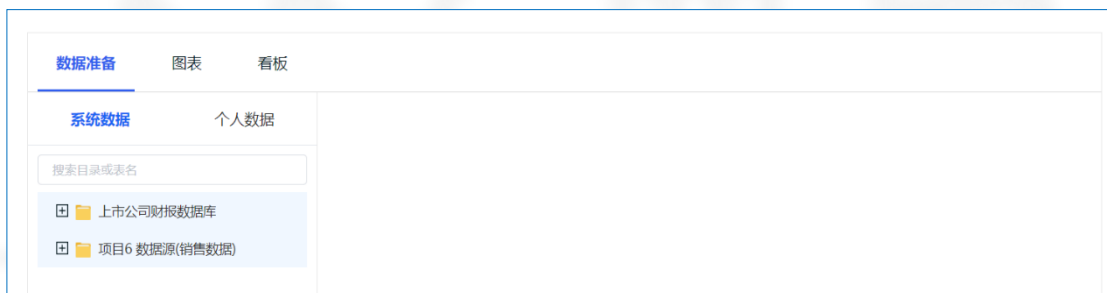 数据准备 图表 看板
系统数据 个人数据
搜索目录或表名
上市公司财报数据库
项目6 数据源(销售数据)